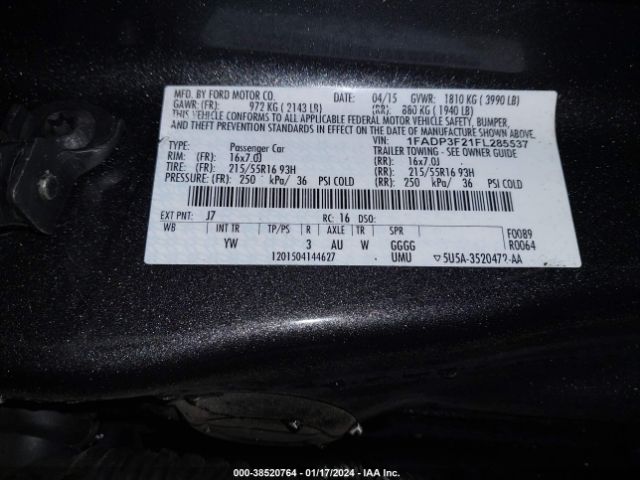 MFG. BY FORD MOTOR CO. DATE: 04/15 GVWR: 1810 KG ( 3990 LB)
GAWR:(FR): 972 KG ( 2143 LB) (RR): 880 KG ( 1940 LB)
THIS VEHICLE CONFORMS TO ALL APPLICABLE FEDERAL MOTOR VEHICLE SAFETY, BUMPER,
AND THEFT PREVENTION STANDARDS IN EFFECT ON THE DATE OF MANUFACTURE SHOWN ABOVE.
VIN: 1FADP3F21FL285537
TYPE: Passenger Car TRAILER TOWING - SEE OWNER GUIDE
RIM: (FR): 16x7.0J (RR): 16x7.0J
TIRE: (FR): 215/55R16 93H (RR): 215/55R16 93H
PRESSURE: (FR): 250 kPa/ 36 PSI COLD (RR): 250 kPa/ 36 PSI COLD
EXT PNT: J7 RC: 16 DSO:
WB INT TR TP/PS R AXLE TR SPR F0089
YW 3 AU W GGGG R0064
1201504144627 UMU ▽5U5A-3520472-AA
000-38520764 - 01/17/2024 - IAA Inc.